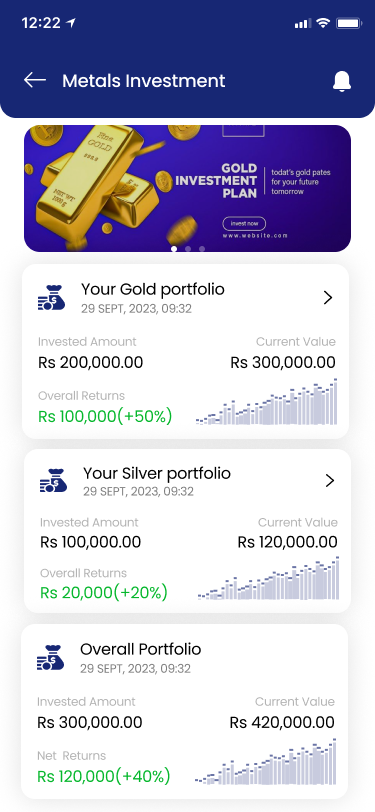 12:22
Metals Investment
Fine
GOLD
999.9
NET WT
1000 g
GOLD
INVESTMENT
PLAN
todat's gold pates
for your future
tomorrow
Invest now
www.website.com
Your Gold portfolio
29 SEPT, 2023, 09:32
Invested Amount
Current Value
Rs 200,000.00
Rs 300,000.00
Overall Returns
Rs 100,000(+50%)
Your Silver portfolio
29 SEPT, 2023, 09:32
Invested Amount
Current Value
Rs 100,000.00
Rs 120,000.00
Overall Returns
Rs 20,000(+20%)
Overall Portfolio
29 SEPT, 2023, 09:32
Invested Amount
Current Value
Rs 300,000.00
Rs 420,000.00
Net Returns
Rs 120,000(+40%)